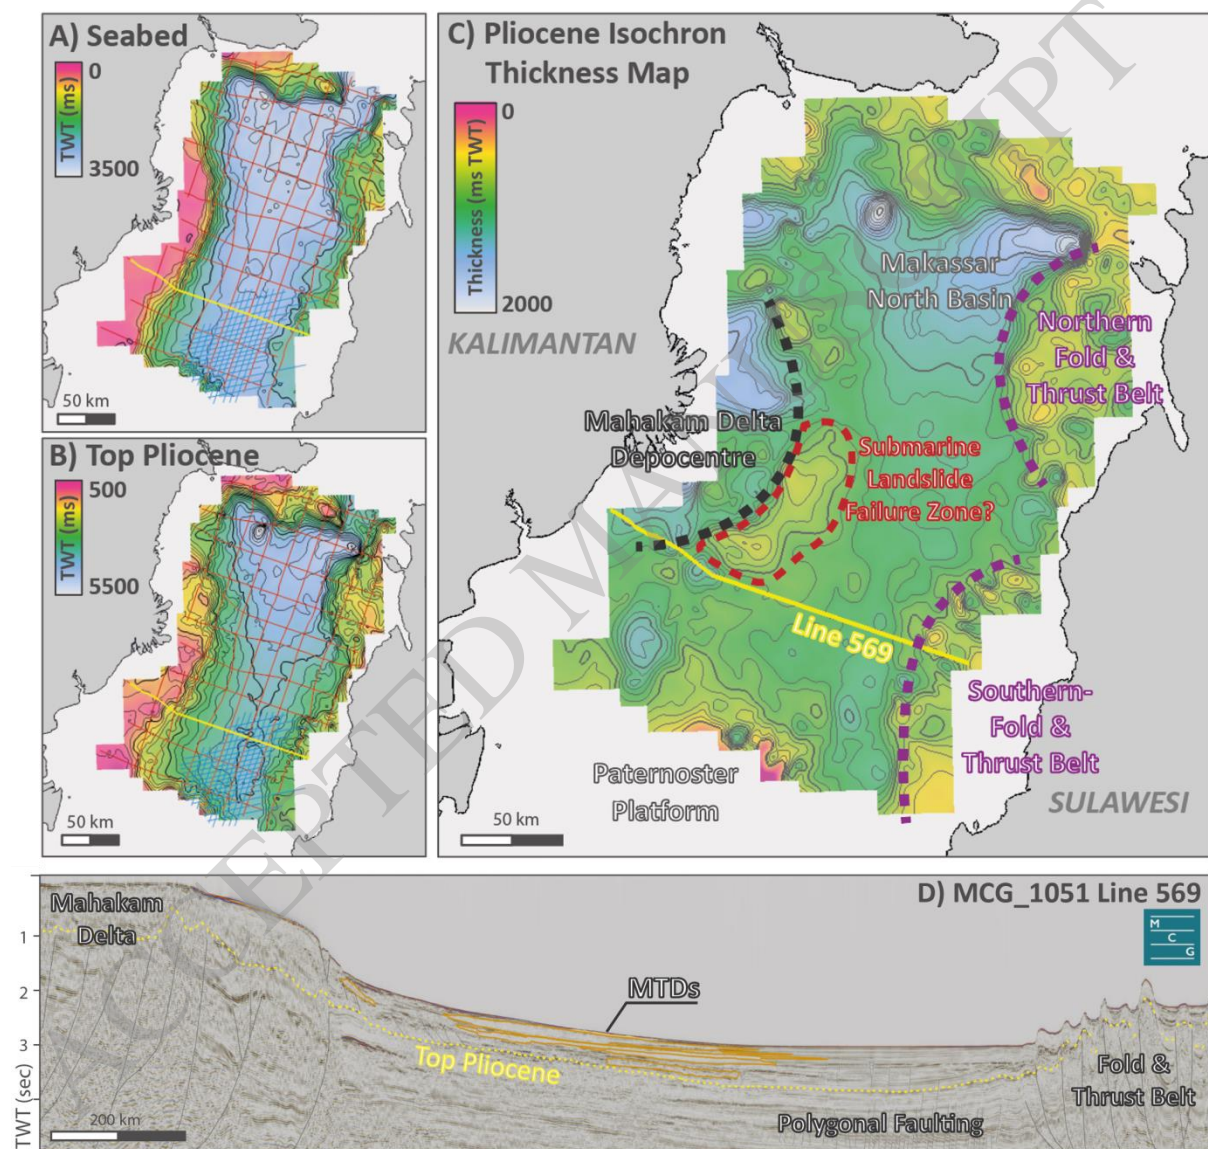 A) Seabed
0
TWT (ms)
3500
50 km
B) Top Pliocene
500
TWT (ms)
5500
50 km
C) Pliocene Isochron
Thickness Map
0
Thickness (ms TWT)
2000
KALIMANTAN
Makassar
North Basin
Northern
Fold &
Thrust Belt
Mahakam Delta
Depocentre
Submarine
Landslide
Failure Zone?
Line 569
Southern-
Fold &
Thrust Belt
Paternoster
Platform
50 km
SULAWESI
D) MCG_1051 Line 569
M
C
G
Mahakam
Delta
1
2
3
TWT (sec)
MTDs
Top Pliocene
Fold &
Thrust Belt
Polygonal Faulting
200 km
ACCEPTED MANUSCRIPT